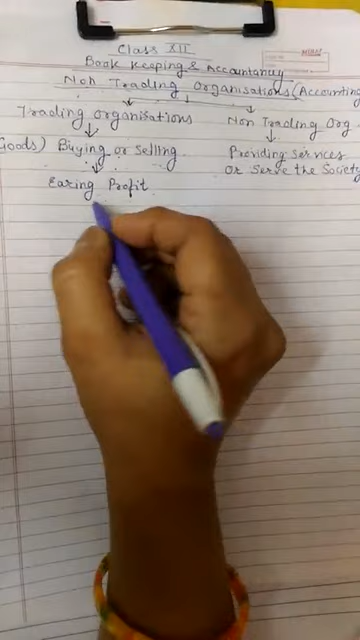 Class XII
Book Keeping & Accountancy
Non Trading Organisations (Accounting
Trading Organisations
Non Trading Org
Goods) Buying or Selling
Providing Services
Or Serve the Society
Earing Profit